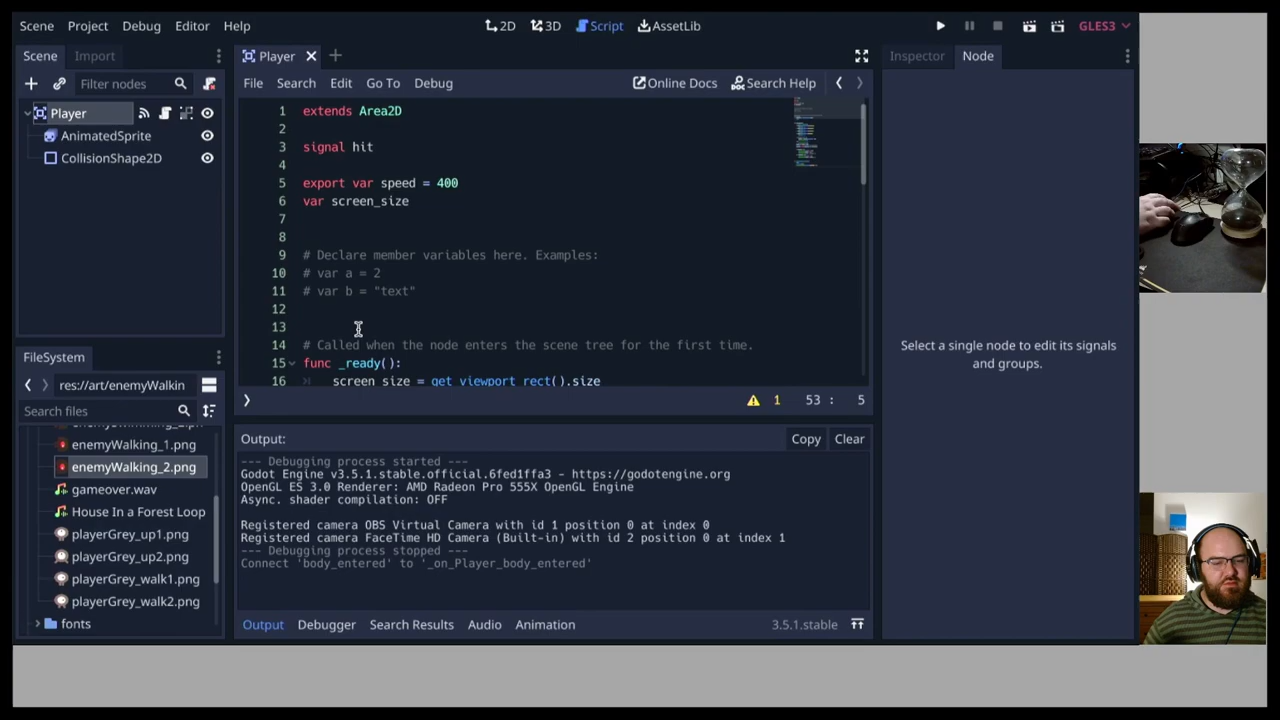 Scene Project Debug Editor Help
2D 3D Script AssetLib
GLES3
Scene Import
Filter nodes
Player
AnimatedSprite
CollisionShape2D
FileSystem
res://art/enemyWalkin
Search files
enemyWalking_1.png
enemyWalking_2.png
gameover.wav
House In a Forest Loop
playerGrey_up1.png
playerGrey_up2.png
playerGrey_walk1.png
playerGrey_walk2.png
fonts
Player
File Search Edit Go To Debug
Online Docs Search Help
1 extends Area2D
2
3 signal hit
4
5 export var speed = 400
6 var screen_size
7
8
9 # Declare member variables here. Examples:
10 # var a = 2
11 # var b = "text"
12
13
14 # Called when the node enters the scene tree for the first time.
15 func _ready():
16 screen_size = get_viewport_rect().size
1 53 : 5
Output: Copy Clear
--- Debugging process started ---
Godot Engine v3.5.1.stable.official.6fed1ffa3 - https://godotengine.org
OpenGL ES 3.0 Renderer: AMD Radeon Pro 555X OpenGL Engine
Async. shader compilation: OFF
Registered camera OBS Virtual Camera with id 1 position 0 at index 0
Registered camera FaceTime HD Camera (Built-in) with id 2 position 0 at index 1
--- Debugging process stopped ---
Connect 'body_entered' to '_on_Player_body_entered'
Output Debugger Search Results Audio Animation 3.5.1.stable
Inspector Node
Select a single node to edit its signals
and groups.